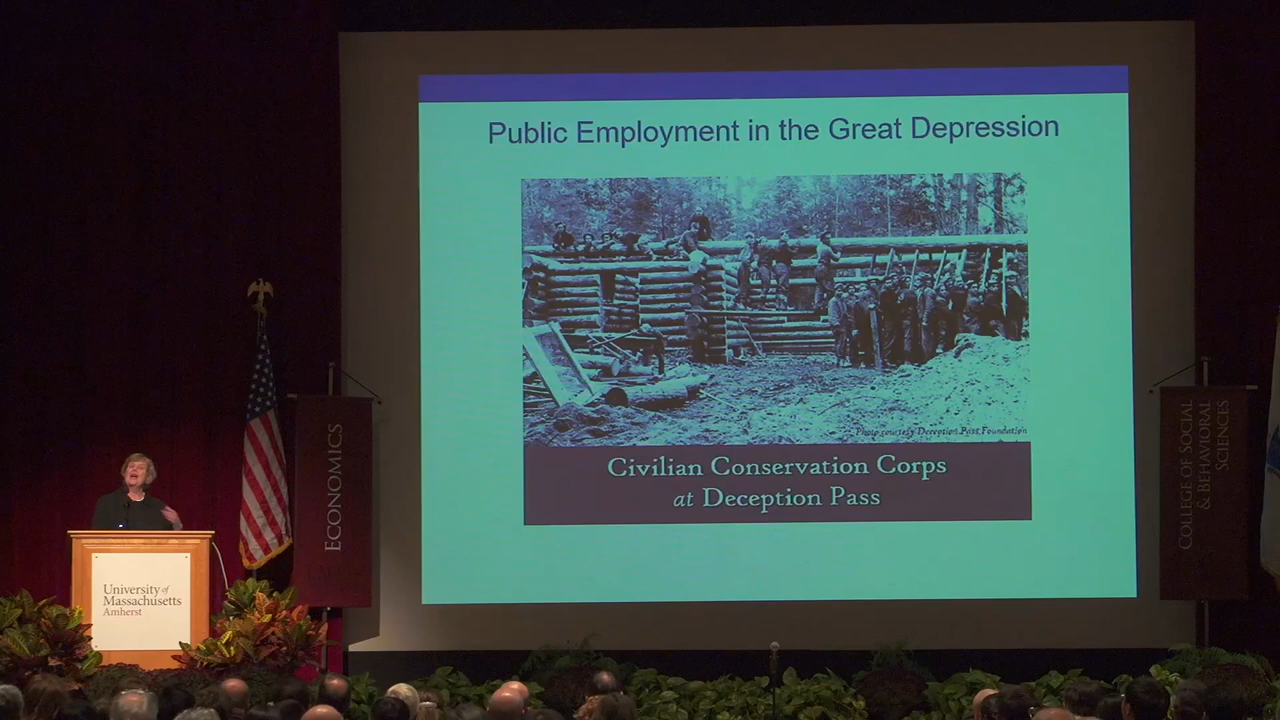 Public Employment in the Great Depression
Photo courtesy Deception Pass Foundation
Civilian Conservation Corps
at Deception Pass
ECONOMICS
COLLEGE OF SOCIAL
& BEHAVIORAL
SCIENCES
University of
Massachusetts
Amherst